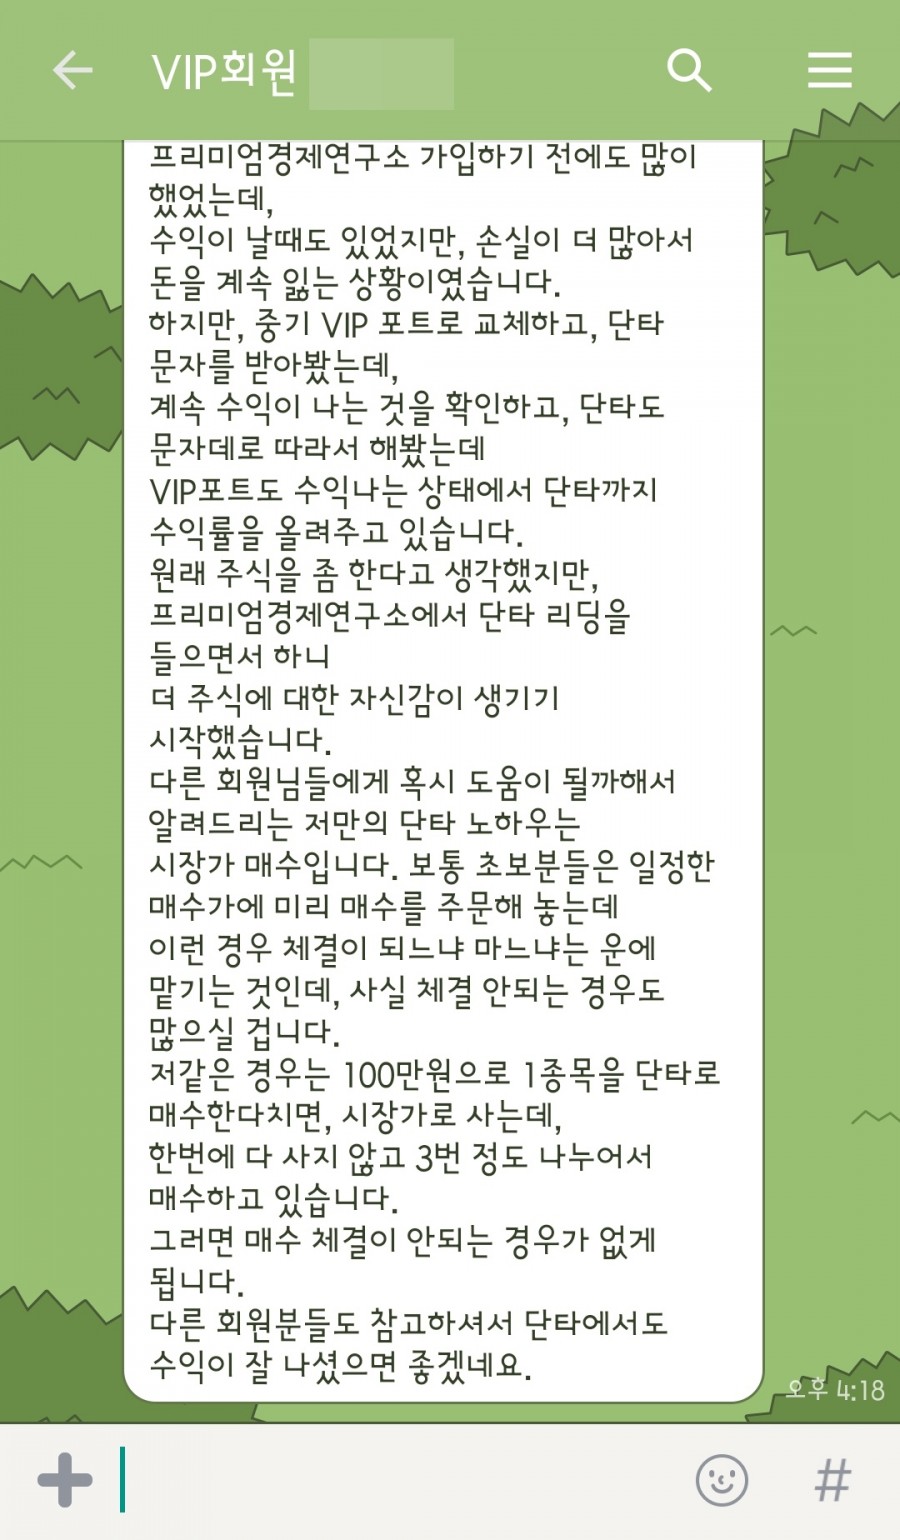 VIP회원
프리미엄경제연구소 가입하기 전에도 많이
했었는데,
수익이 날때도 있었지만, 손실이 더 많아서
돈을 계속 잃는 상황이였습니다.
하지만, 중기 VIP 포트로 교체하고, 단타
문자를 받아봤는데,
계속 수익이 나는 것을 확인하고, 단타도
문자데로 따라서 해봤는데
VIP포트도 수익나는 상태에서 단타까지
수익률을 올려주고 있습니다.
원래 주식을 좀 한다고 생각했지만,
프리미엄경제연구소에서 단타 리딩을
들으면서 하니
더 주식에 대한 자신감이 생기기
시작했습니다.
다른 회원님들에게 혹시 도움이 될까해서
알려드리는 저만의 단타 노하우는
시장가 매수입니다. 보통 초보분들은 일정한
매수가에 미리 매수를 주문해 놓는데
이런 경우 체결이 되느냐 마느냐는 운에
맡기는 것인데, 사실 체결 안되는 경우도
많으실 겁니다.
저같은 경우는 100만원으로 1종목을 단타로
매수한다치면, 시장가로 사는데,
한번에 다 사지 않고 3번 정도 나누어서
매수하고 있습니다.
그러면 매수 체결이 안되는 경우가 없게
됩니다.
다른 회원분들도 참고하셔서 단타에서도
수익이 잘 나셨으면 좋겠네요.
오후 4:18
#